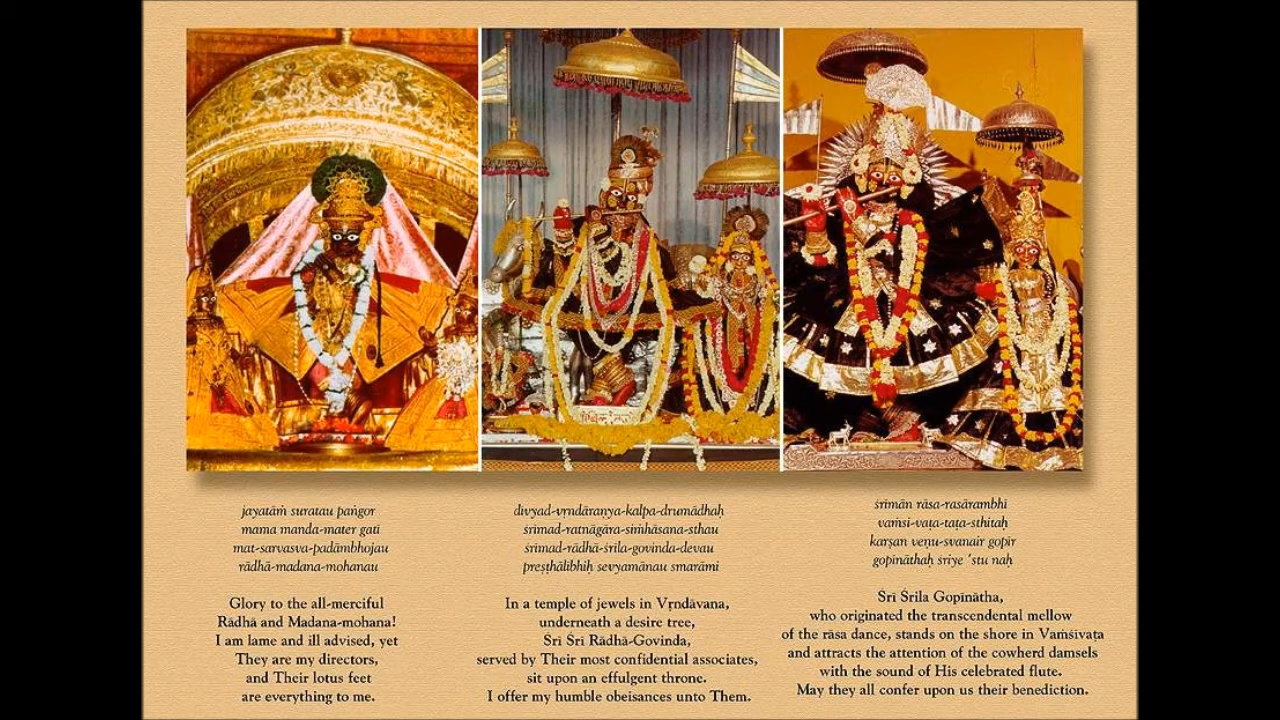 jayatāṁ suratau paṅgor
mama manda-mater gatī
mat-sarvasva-padāmbhojau
rādhā-madana-mohanau
Glory to the all-merciful
Rādhā and Madana-mohana!
I am lame and ill advised, yet
They are my directors,
and Their lotus feet
are everything to me.
divyad-vṛndāraṇya-kalpa-drumādhaḥ
śrīmad-ratnāgāra-siṁhāsana-sthau
śrīmad-rādhā-śrīla-govinda-devau
preṣṭhālibhiḥ sevyamānau smarāmi
In a temple of jewels in Vṛndāvana,
underneath a desire tree,
Śrī Śrī Rādhā-Govinda,
served by Their most confidential associates,
sit upon an effulgent throne.
I offer my humble obeisances unto Them.
śrīmān rāsa-rasārambhī
vaṁsī-vaṭa-taṭa-sthitaḥ
karṣan veṇu-svanair gopīr
gopīnāthaḥ śriye 'stu naḥ
Śrī Śrīla Gopīnātha,
who originated the transcendental mellow
of the rāsa dance, stands on the shore in Vaṁśīvaṭa
and attracts the attention of the cowherd damsels
with the sound of His celebrated flute.
May they all confer upon us their benediction.